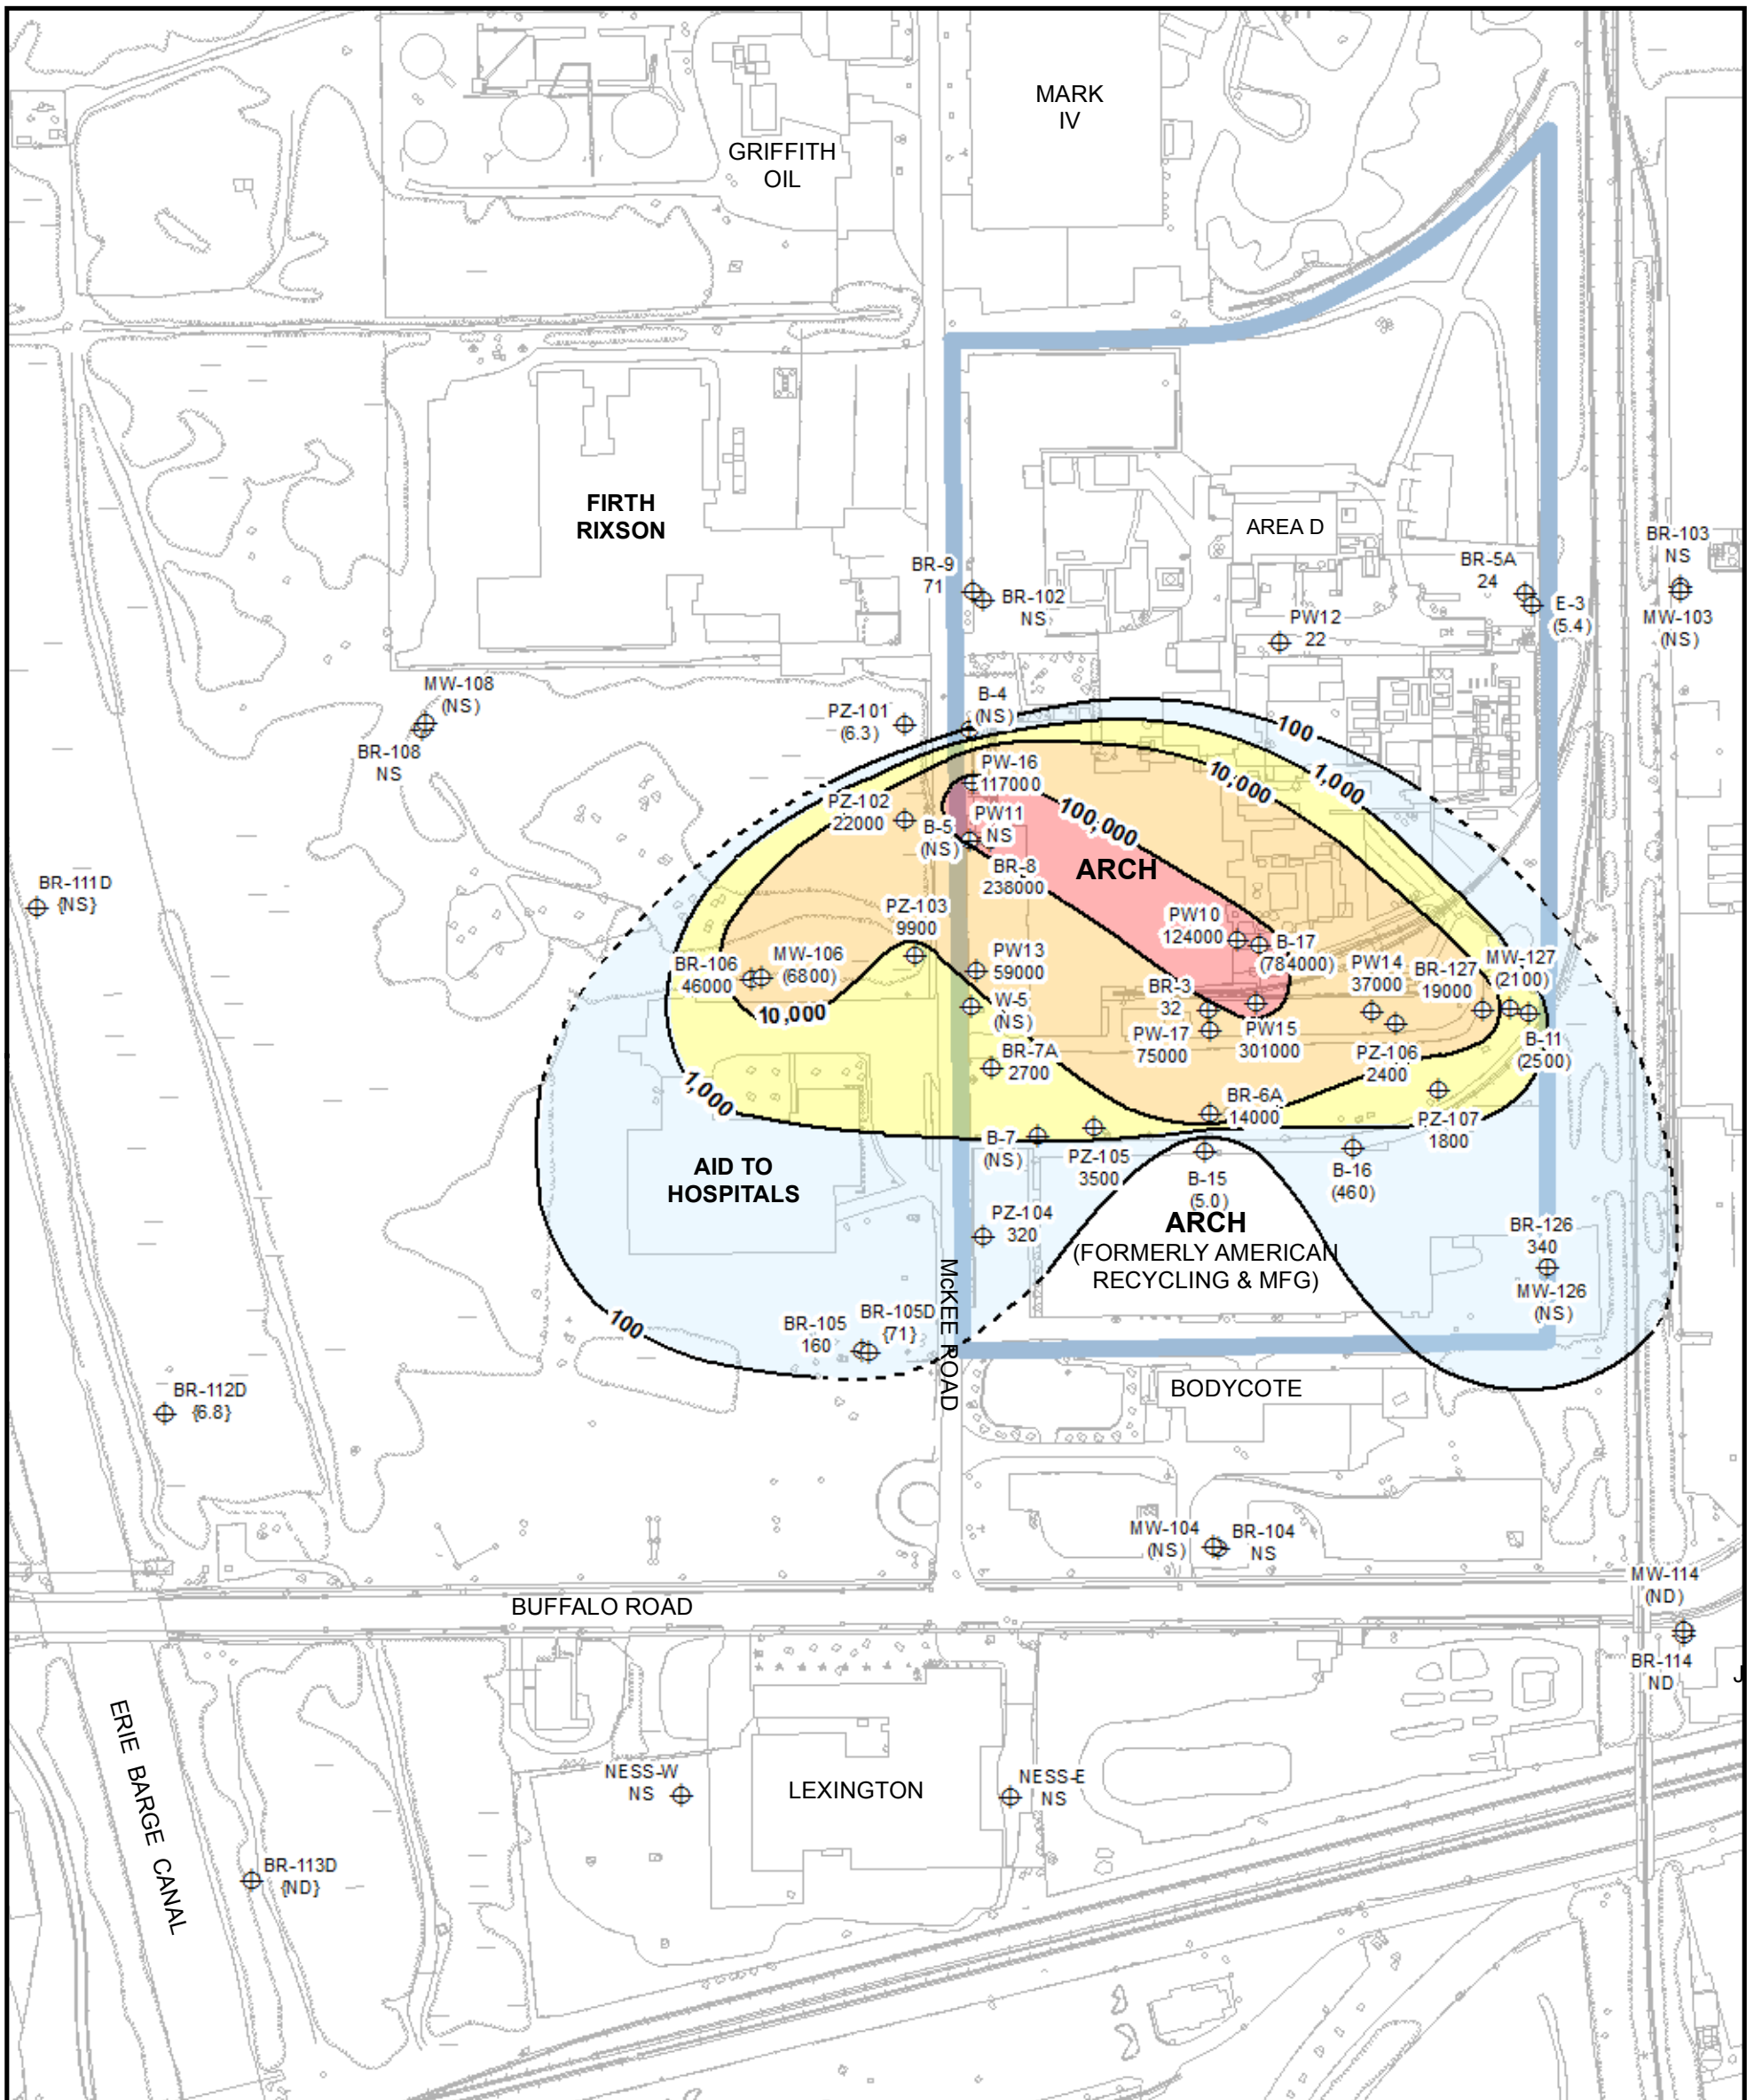 MARK
IV
GRIFFITH
OIL
FIRTH
RIXSON
AREA D
BR-103
NS
MW-103
(NS)
BR-5A
24
E-3
(5.4)
BR-9
71
BR-102
NS
PW12
22
MW-108
(NS)
BR-108
NS
PZ-101
(6.3)
B-4
(NS)
100
1,000
10,000
100,000
PW-16
117000
PZ-102
22000
B-5
(NS)
PW11
NS
ARCH
BR-8
238000
BR-111D
{NS}
PZ-103
9900
PW10
124000
B-17
(784000)
BR-106
46000
MW-106
(6800)
PW13
59000
PW14
37000
BR-127
19000
MW-127
(2100)
BR-3
32
W-5
(NS)
10,000
PW-17
75000
PW15
301000
PZ-106
2400
B-11
(2500)
BR-7A
2700
1,000
BR-6A
14000
PZ-107
1800
B-7
(NS)
PZ-105
3500
B-15
(5.0)
B-16
(460)
AID TO
HOSPITALS
PZ-104
320
ARCH
(FORMERLY AMERICAN
RECYCLING & MFG)
BR-126
340
MW-126
(NS)
McKEE ROAD
100
BR-105
160
BR-105D
{71}
BR-112D
{6.8}
BODYCOTE
MW-104
(NS)
BR-104
NS
MW-114
(ND)
BR-114
ND
J
BUFFALO ROAD
ERIE BARGE CANAL
NESS-W
NS
LEXINGTON
NESS-E
NS
BR-113D
{ND}